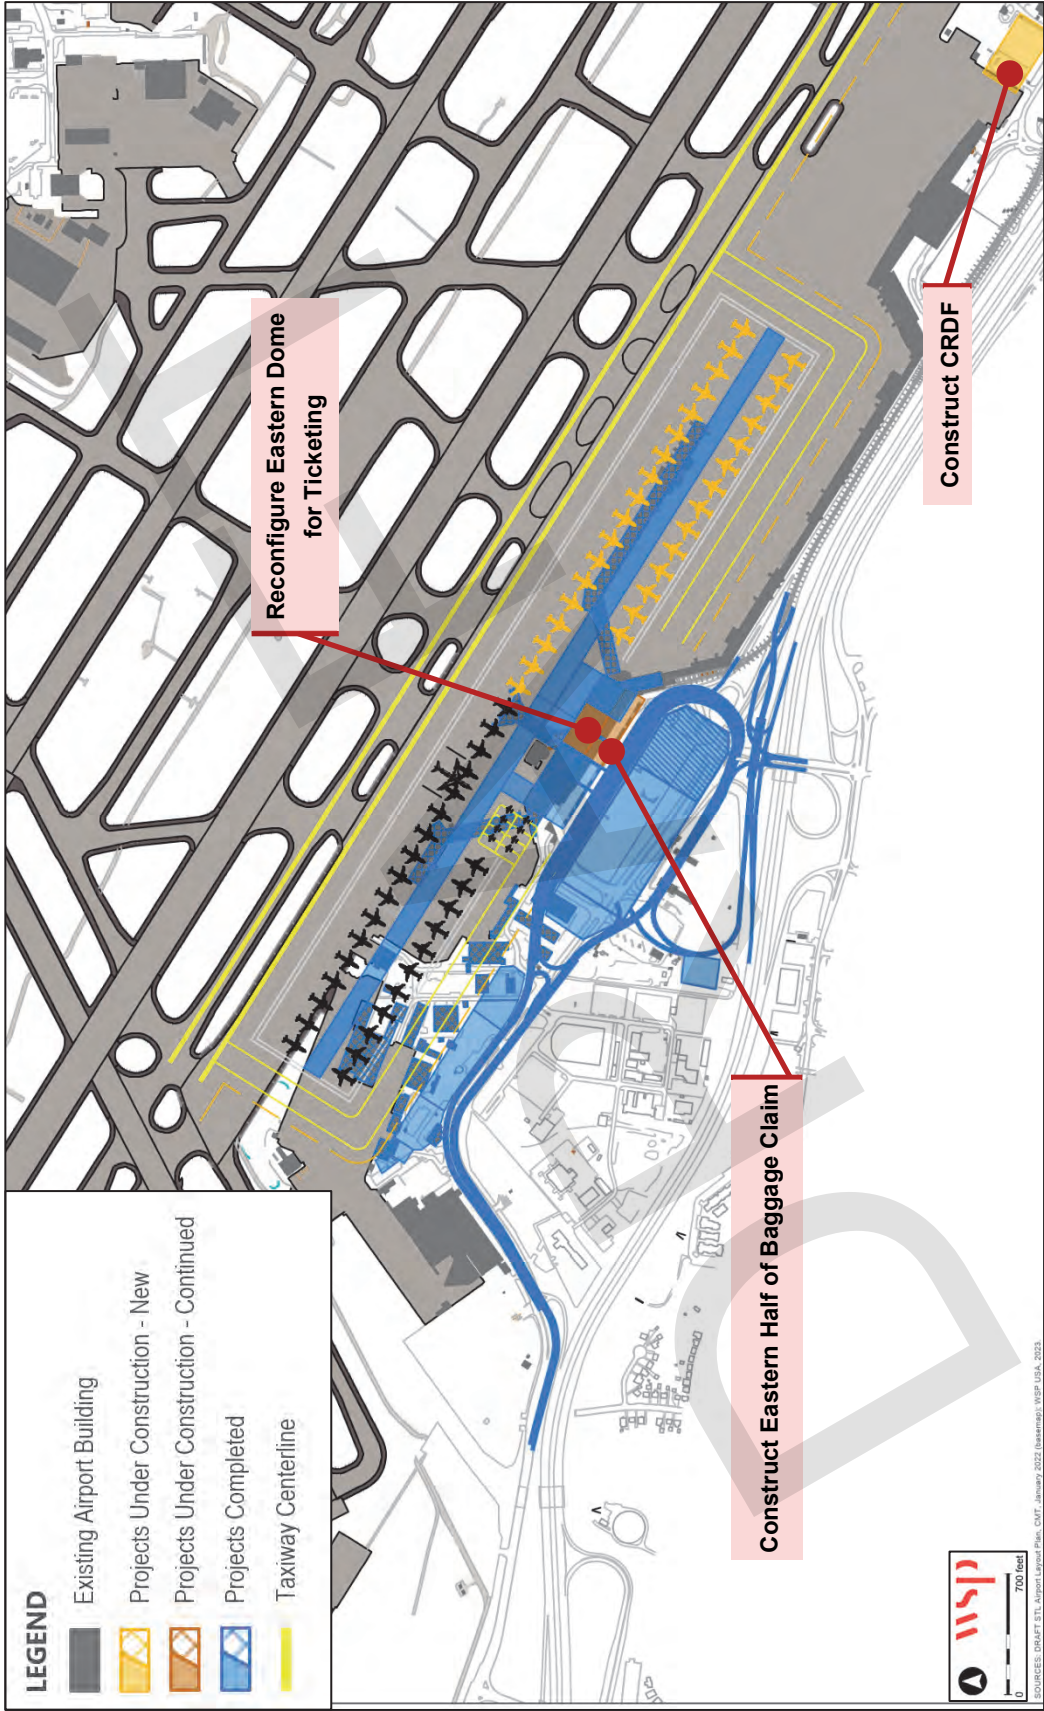 LEGEND
Existing Airport Building
Projects Under Construction - New
Projects Under Construction - Continued
Projects Completed
Taxiway Centerline
Reconfigure Eastern Dome
for Ticketing
Construct CRDF
Construct Eastern Half of Baggage Claim
DRAFT
wsp
0
700 feet
SOURCES: DRAFT STL Airport Layout Plan, CMT, January 2022 (basemap); WSP USA, 2023.